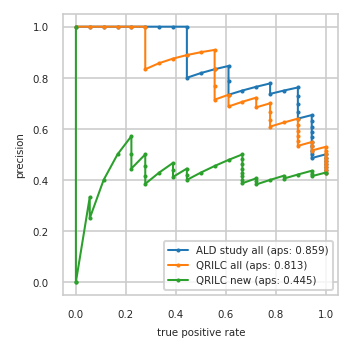 1.0
0.8
0.6
0.4
0.2
0.0
precision
ALD study all (aps: 0.859)
QRILC all (aps: 0.813)
QRILC new (aps: 0.445)
0.0 0.2 0.4 0.6 0.8 1.0
true positive rate